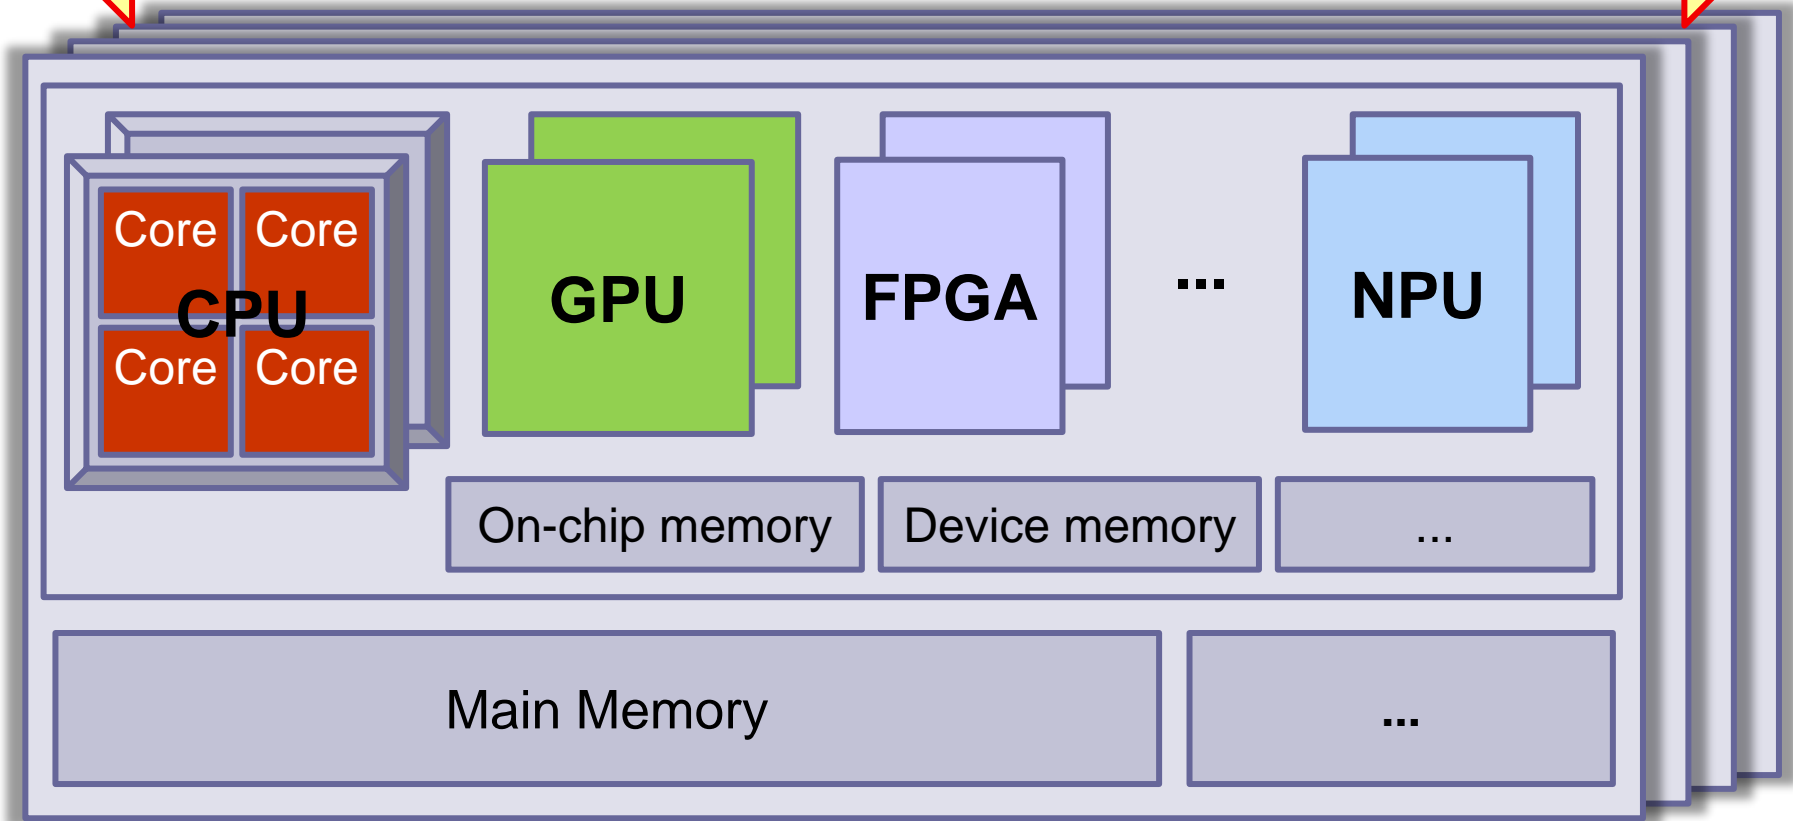 Core Core
CPU
Core Core
GPU
FPGA
...
NPU
On-chip memory
Device memory
...
Main Memory
...